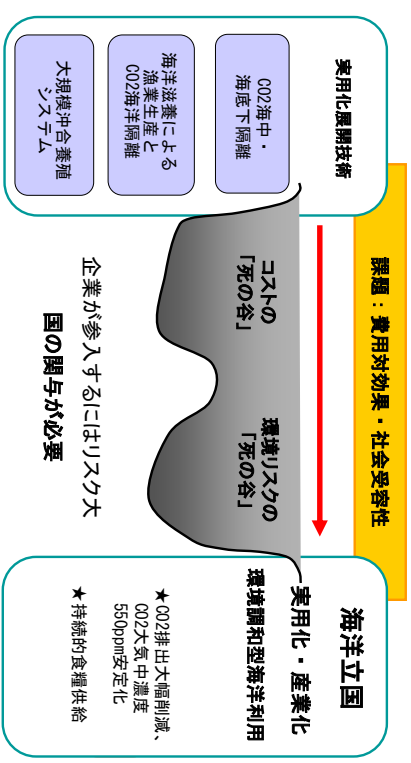 課題：費用対効果・社会受容性
実用化展開技術
CO2海中・
海底下隔離
海洋滋養による
漁業生産と
CO2海洋隔離
大規模沖合養殖
システム
コストの
「死の谷」
環境リスクの
「死の谷」
企業が参入するにはリスク大
国の関与が必要
海洋立国
実用化・産業化
環境調和型海洋利用
★CO2排出大幅削減、
CO2大気中濃度
550ppm安定化
★持続的食糧供給